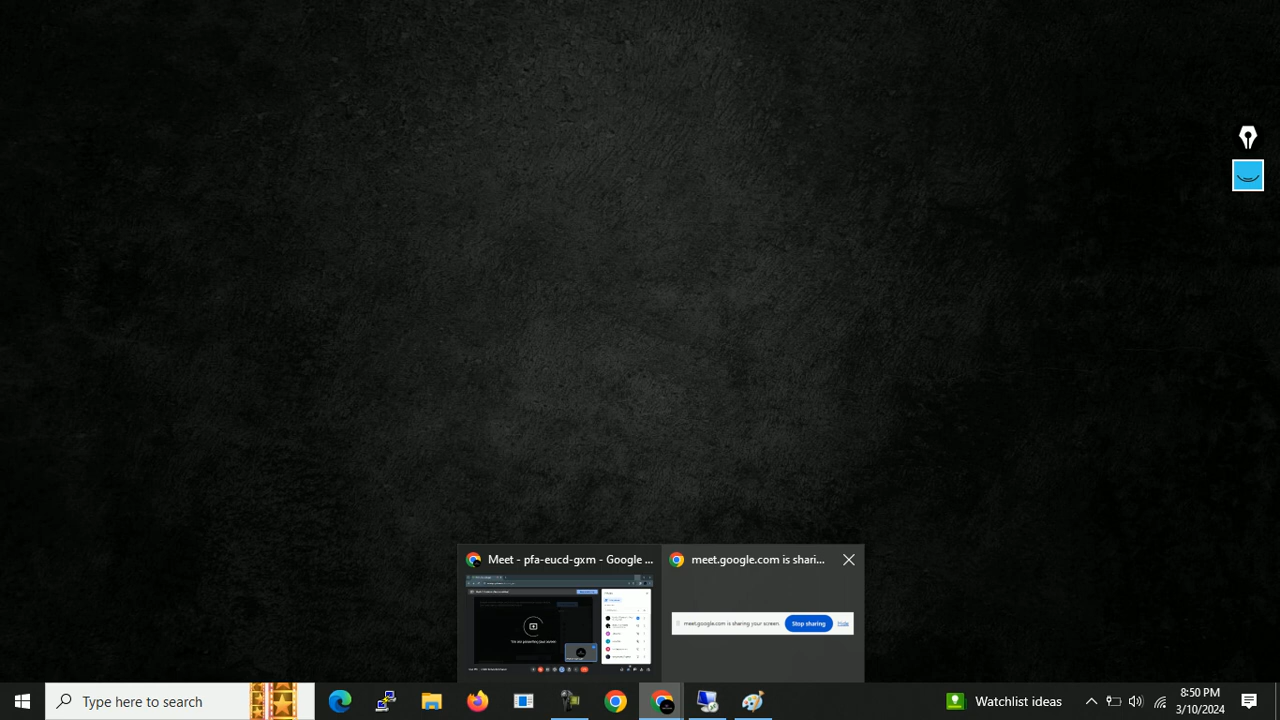 Meet - pfa-eucd-gxm - Google ...
meet.google.com is shari...
meet.google.com is sharing your screen.
Stop sharing
Hide
Type here to search
Watchlist ideas
8:50 PM
3/10/2024